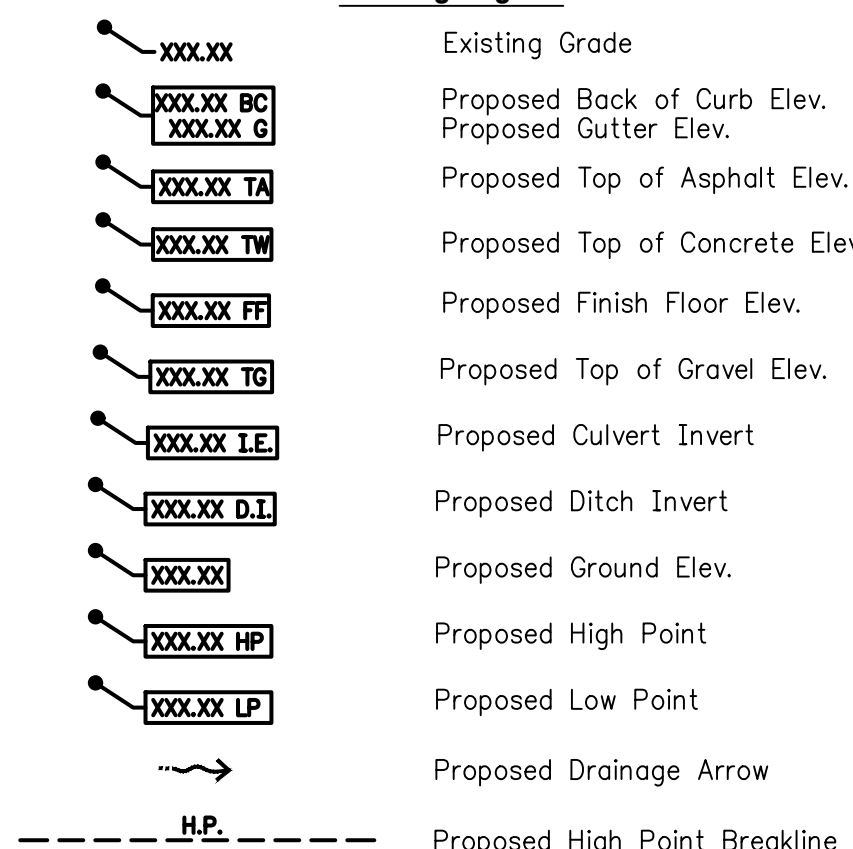 XXX.XX Existing Grade
XXX.XX BC Proposed Back of Curb Elev.
XXX.XX G Proposed Gutter Elev.
XXX.XX TA Proposed Top of Asphalt Elev.
XXX.XX TW Proposed Top of Concrete Elev
XXX.XX FF Proposed Finish Floor Elev.
XXX.XX TG Proposed Top of Gravel Elev.
XXX.XX I.E. Proposed Culvert Invert
XXX.XX D.I. Proposed Ditch Invert
XXX.XX Proposed Ground Elev.
XXX.XX HP Proposed High Point
XXX.XX LP Proposed Low Point
Proposed Drainage Arrow
H.P. Proposed High Point Breakline